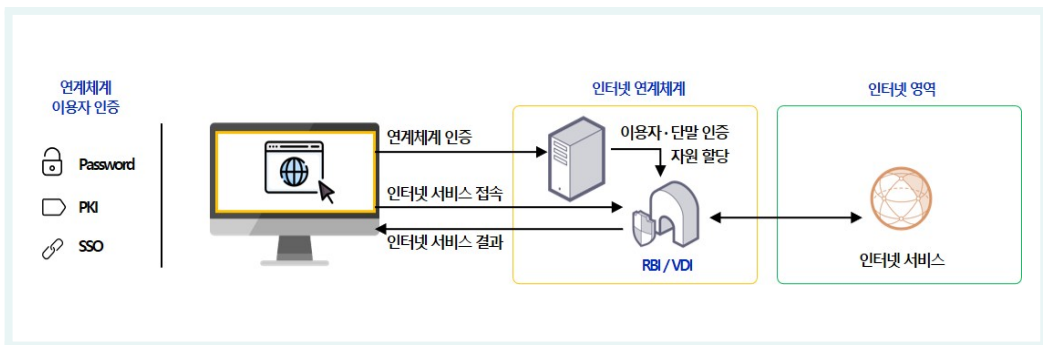 연계체계
이용자 인증
Password
PKI
SSO
연계체계 인증
인터넷 서비스 접속
인터넷 서비스 결과
인터넷 연계체계
이용자·단말 인증
자원 할당
RBI / VDI
인터넷 영역
인터넷 서비스